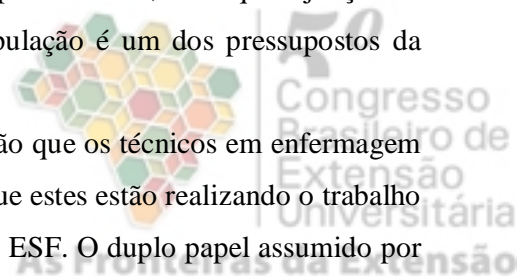 pulação é um dos pressupostos da
ão que os técnicos em enfermagem
ue estes estão realizando o trabalho
ESF. O duplo papel assumido por
5º
Congresso
Brasileiro de
Extensão
Universitária
As Fronteiras da Extensão